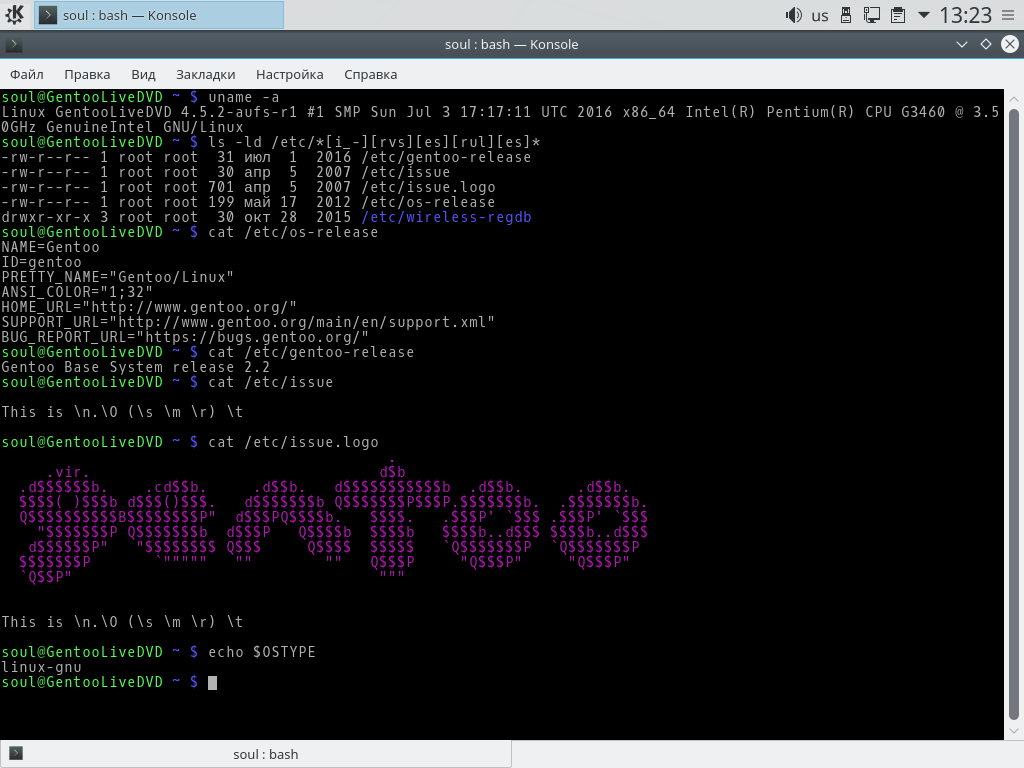 soul : bash — Konsole
us
13:23
soul : bash — Konsole
Файл Правка Вид Закладки Настройка Справка
soul@GentooLiveDVD ~ $ uname -a
Linux GentooLiveDVD 4.5.2-aufs-r1 #1 SMP Sun Jul 3 17:17:11 UTC 2016 x86_64 Intel(R) Pentium(R) CPU G3460 @ 3.5
0GHz GenuineIntel GNU/Linux
soul@GentooLiveDVD ~ $ ls -ld /etc/*[i_-][rvs][es][rul][es]*
-rw-r--r-- 1 root root  31 июл  1  2016 /etc/gentoo-release
-rw-r--r-- 1 root root  30 апр  5  2007 /etc/issue
-rw-r--r-- 1 root root 701 апр  5  2007 /etc/issue.logo
-rw-r--r-- 1 root root 199 май 17  2012 /etc/os-release
drwxr-xr-x 3 root root  30 окт 28  2015 /etc/wireless-regdb
soul@GentooLiveDVD ~ $ cat /etc/os-release
NAME=Gentoo
ID=gentoo
PRETTY_NAME="Gentoo/Linux"
ANSI_COLOR="1;32"
HOME_URL="http://www.gentoo.org/"
SUPPORT_URL="http://www.gentoo.org/main/en/support.xml"
BUG_REPORT_URL="https://bugs.gentoo.org/"
soul@GentooLiveDVD ~ $ cat /etc/gentoo-release
Gentoo Base System release 2.2
soul@GentooLiveDVD ~ $ cat /etc/issue
This is \n.\O (\s \m \r) \t
soul@GentooLiveDVD ~ $ cat /etc/issue.logo
                                           .
     .vir.                                d$b
  .d$$$$$$b.    .cd$$b.     .d$$b.   d$$$$$$$$$$$b  .d$$b.      .d$$b.
  $$$$( )$$$b d$$$()$$$.   d$$$$$$$b Q$$$$$$$P$$$P.$$$$$$$b.  .$$$$$$$b.
  Q$$$$$$$$$$B$$$$$$$$P"  d$$$PQ$$$$b.   $$$$.   .$$$P' `$$$ .$$$P' `$$$
    "$$$$$$$P Q$$$$$$$b  d$$$P   Q$$$$b  $$$$b   $$$$b..d$$$ $$$$b..d$$$
   d$$$$$$P"   "$$$$$$$$ Q$$$     Q$$$$  $$$$$   `Q$$$$$$$P  `Q$$$$$$$P
  $$$$$$$P       `"""""   ""        ""   Q$$$P     "Q$$$P"     "Q$$$P"
  `Q$$P"                                  """
This is \n.\O (\s \m \r) \t
soul@GentooLiveDVD ~ $ echo $OSTYPE
linux-gnu
soul@GentooLiveDVD ~ $
soul : bash